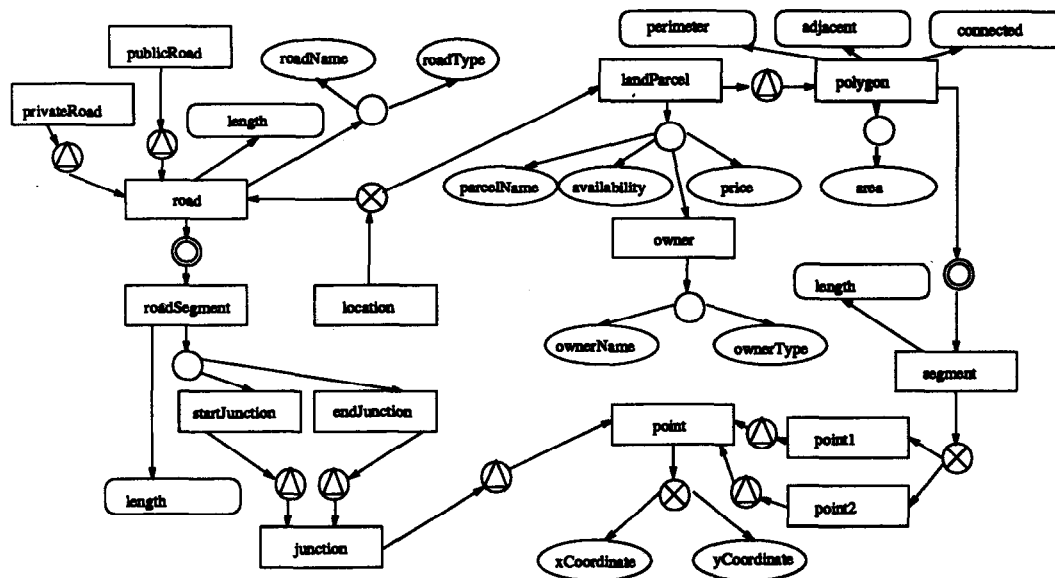 perimeter
adjacent
connected
publicRoad
roadName
roadType
landParcel
polygon
privateRoad
length
parcelName
availability
price
area
road
owner
roadSegment
location
length
ownerName
ownerType
segment
startJunction
endJunction
point
point1
length
point2
junction
xCoordinate
yCoordinate